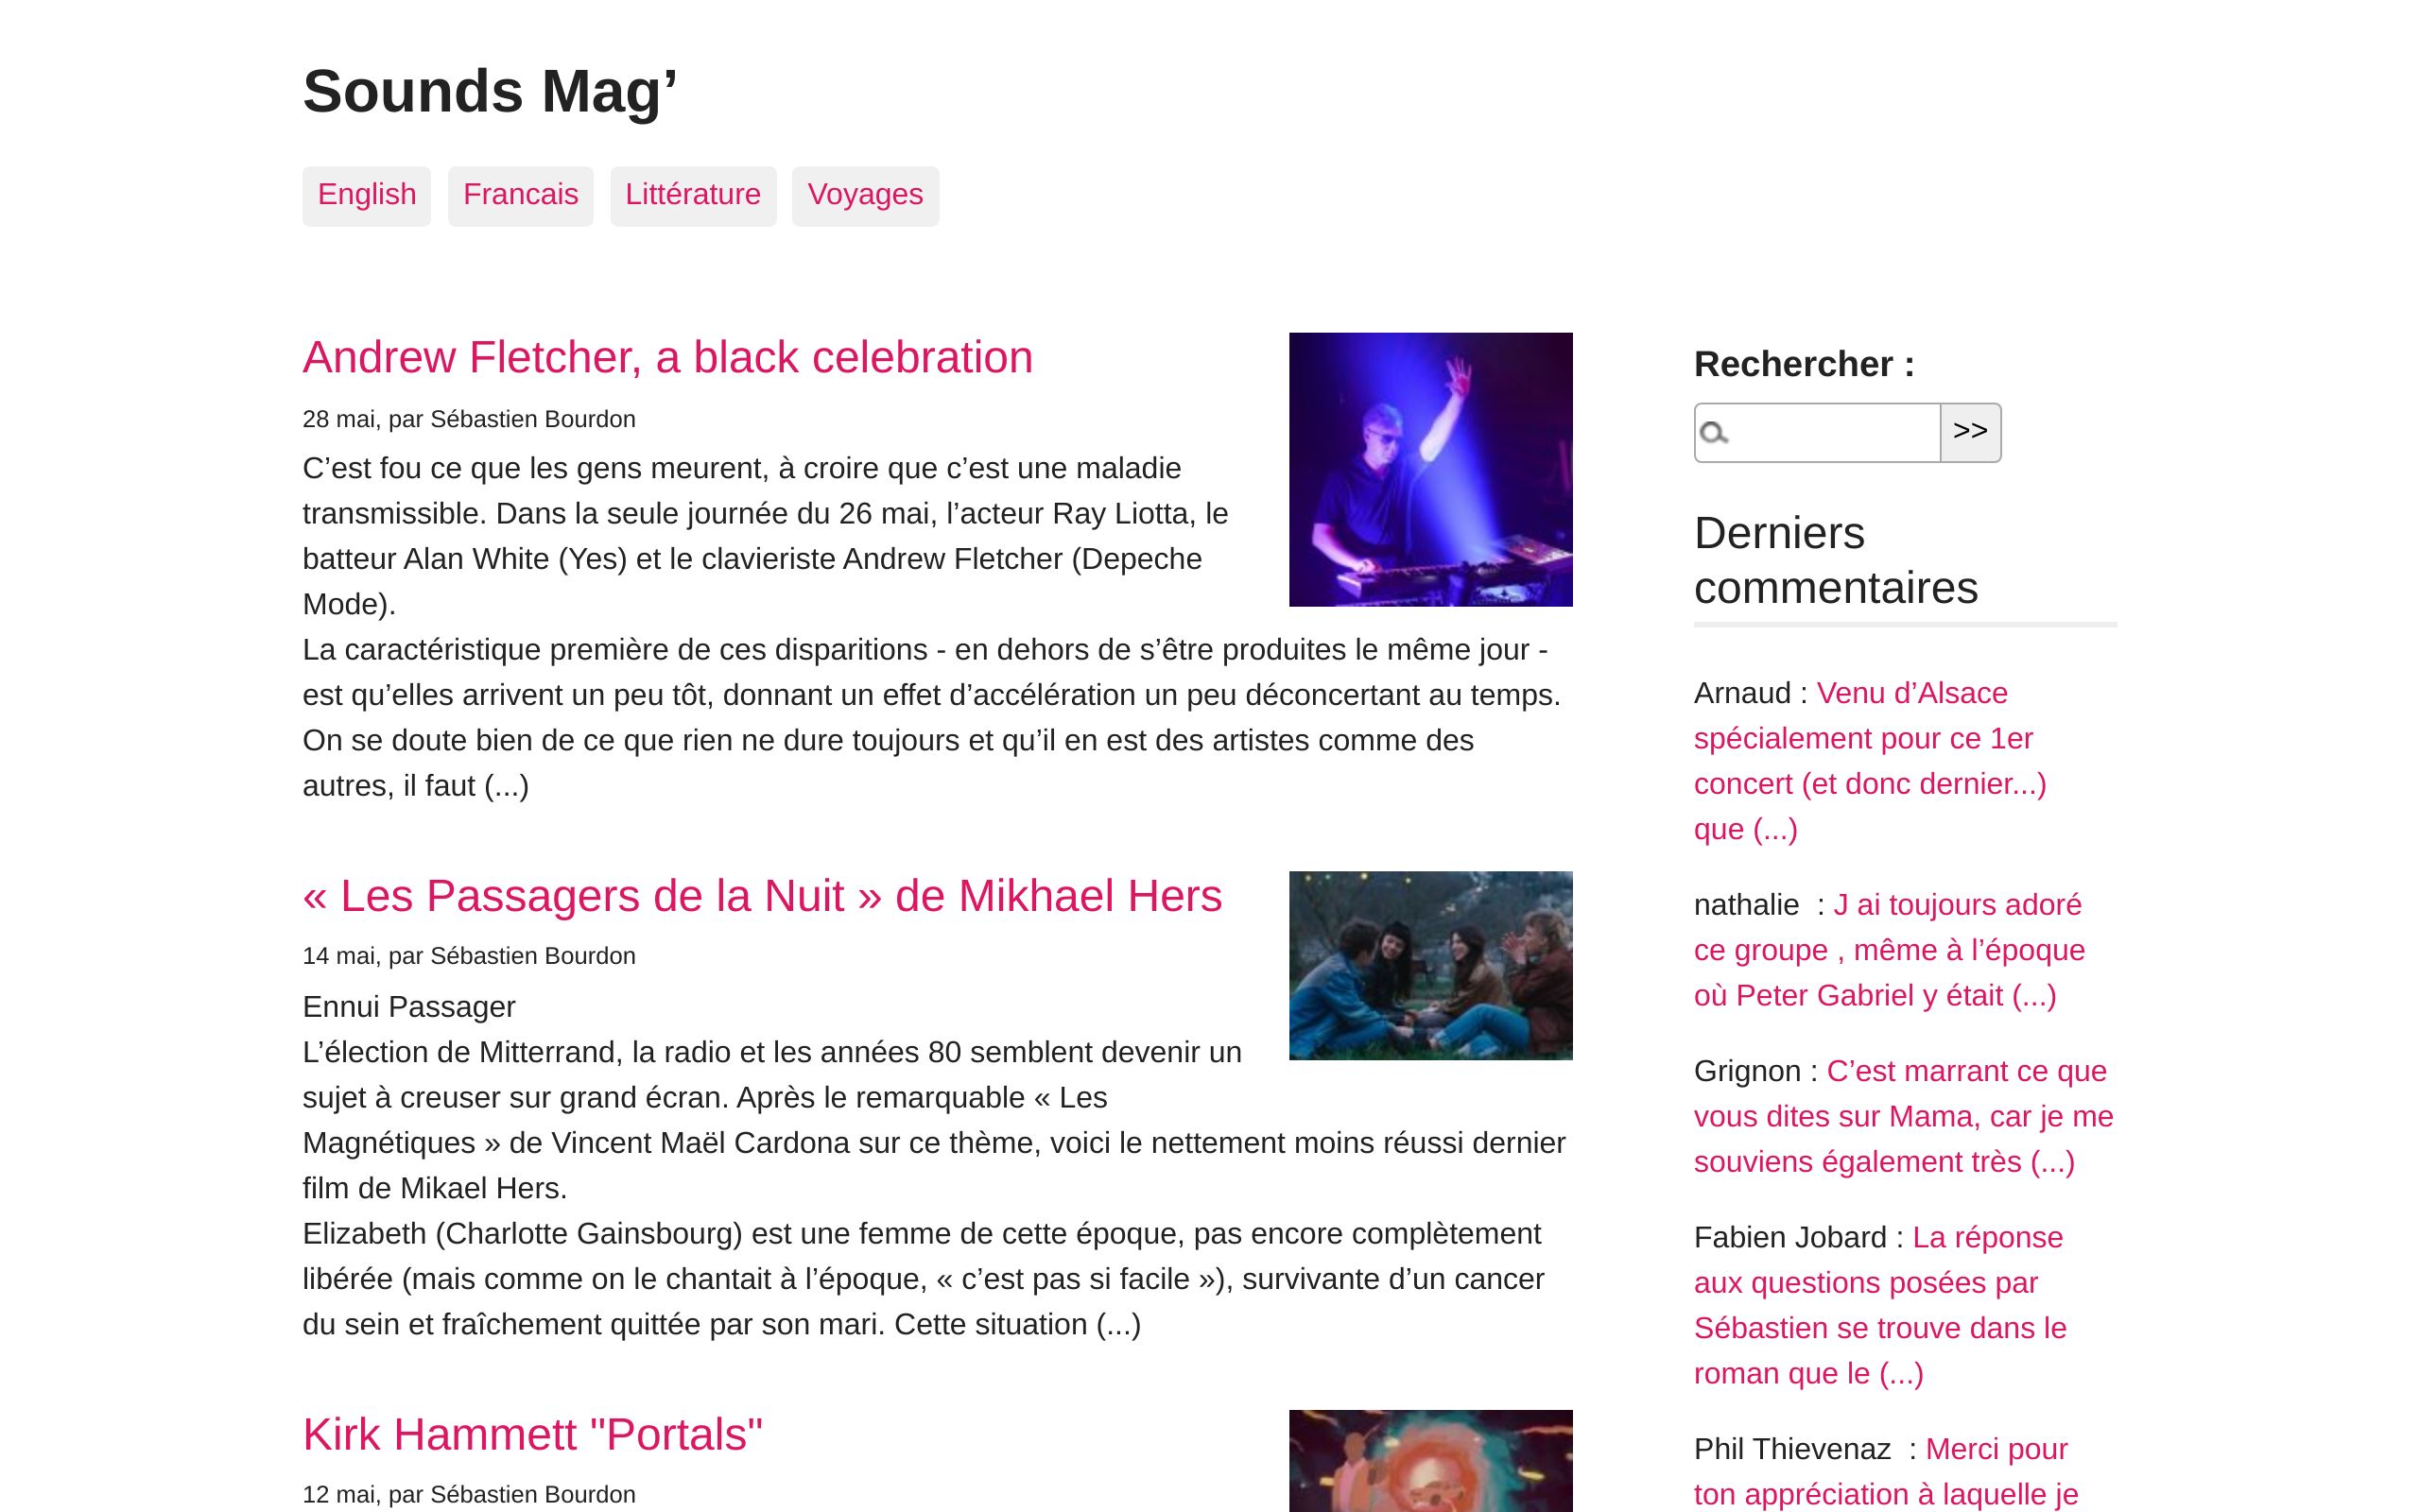 Sounds Mag’
English Francais Littérature Voyages
Andrew Fletcher, a black celebration
28 mai, par Sébastien Bourdon
C’est fou ce que les gens meurent, à croire que c’est une maladie
transmissible. Dans la seule journée du 26 mai, l’acteur Ray Liotta, le
batteur Alan White (Yes) et le clavieriste Andrew Fletcher (Depeche
Mode).
La caractéristique première de ces disparitions - en dehors de s’être produites le même jour -
est qu’elles arrivent un peu tôt, donnant un effet d’accélération un peu déconcertant au temps.
On se doute bien de ce que rien ne dure toujours et qu’il en est des artistes comme des
autres, il faut (...)
« Les Passagers de la Nuit » de Mikhael Hers
14 mai, par Sébastien Bourdon
Ennui Passager
L’élection de Mitterrand, la radio et les années 80 semblent devenir un
sujet à creuser sur grand écran. Après le remarquable « Les
Magnétiques » de Vincent Maël Cardona sur ce thème, voici le nettement moins réussi dernier
film de Mikael Hers.
Elizabeth (Charlotte Gainsbourg) est une femme de cette époque, pas encore complètement
libérée (mais comme on le chantait à l’époque, « c’est pas si facile »), survivante d’un cancer
du sein et fraîchement quittée par son mari. Cette situation (...)
Kirk Hammett "Portals"
12 mai, par Sébastien Bourdon
Rechercher :
>>
Derniers
commentaires
Arnaud : Venu d’Alsace
spécialement pour ce 1er
concert (et donc dernier...)
que (...)
nathalie  : J ai toujours adoré
ce groupe , même à l’époque
où Peter Gabriel y était (...)
Grignon : C’est marrant ce que
vous dites sur Mama, car je me
souviens également très (...)
Fabien Jobard : La réponse
aux questions posées par
Sébastien se trouve dans le
roman que le (...)
Phil Thievenaz  : Merci pour
ton appréciation à laquelle je